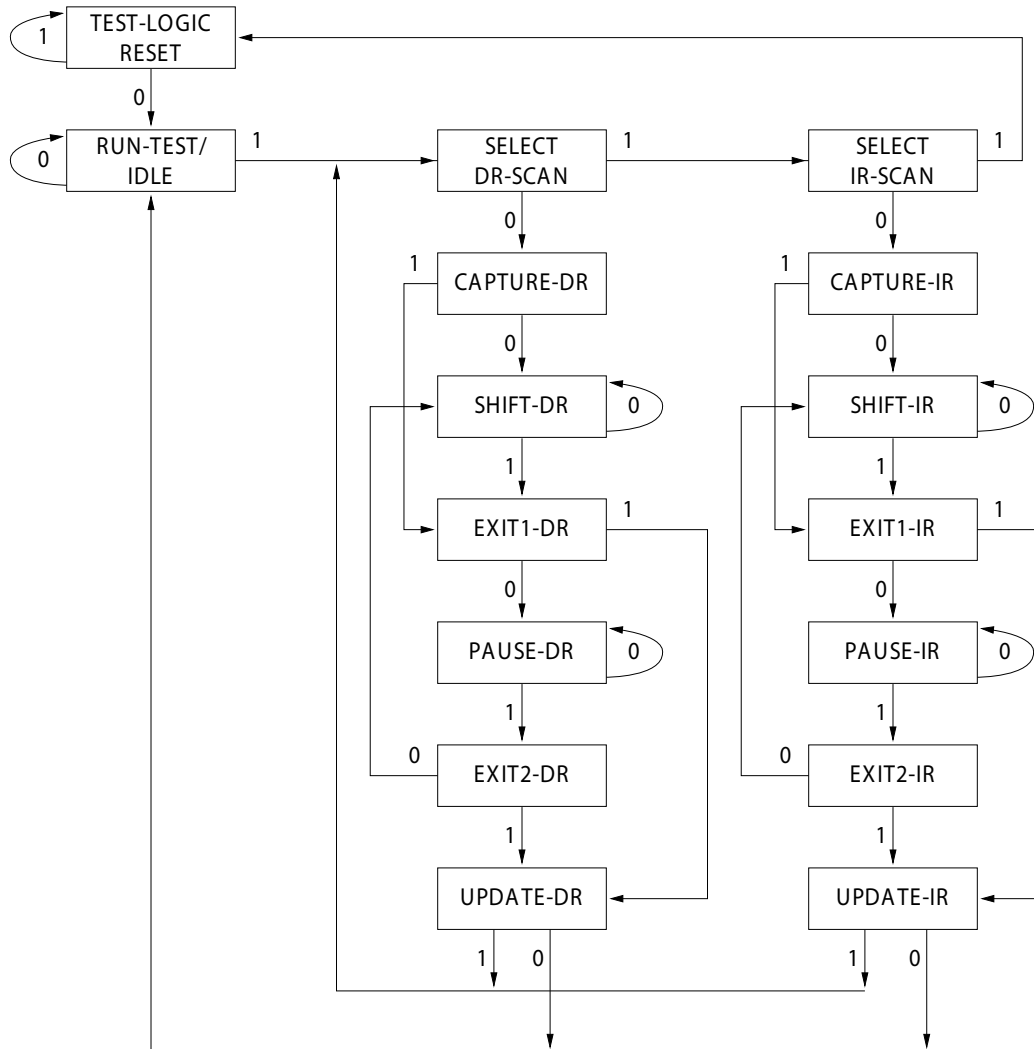 1
TEST-LOGIC
RESET
0
0
RUN-TEST/
IDLE
1
SELECT
DR-SCAN
1
SELECT
IR-SCAN
1
0
0
1
CAPTURE-DR
1
CAPTURE-IR
0
0
SHIFT-DR
0
SHIFT-IR
0
1
1
EXIT1-DR
1
EXIT1-IR
1
0
0
PAUSE-DR
0
PAUSE-IR
0
1
1
0
EXIT2-DR
0
EXIT2-IR
1
1
UPDATE-DR
UPDATE-IR
1
0
1
0